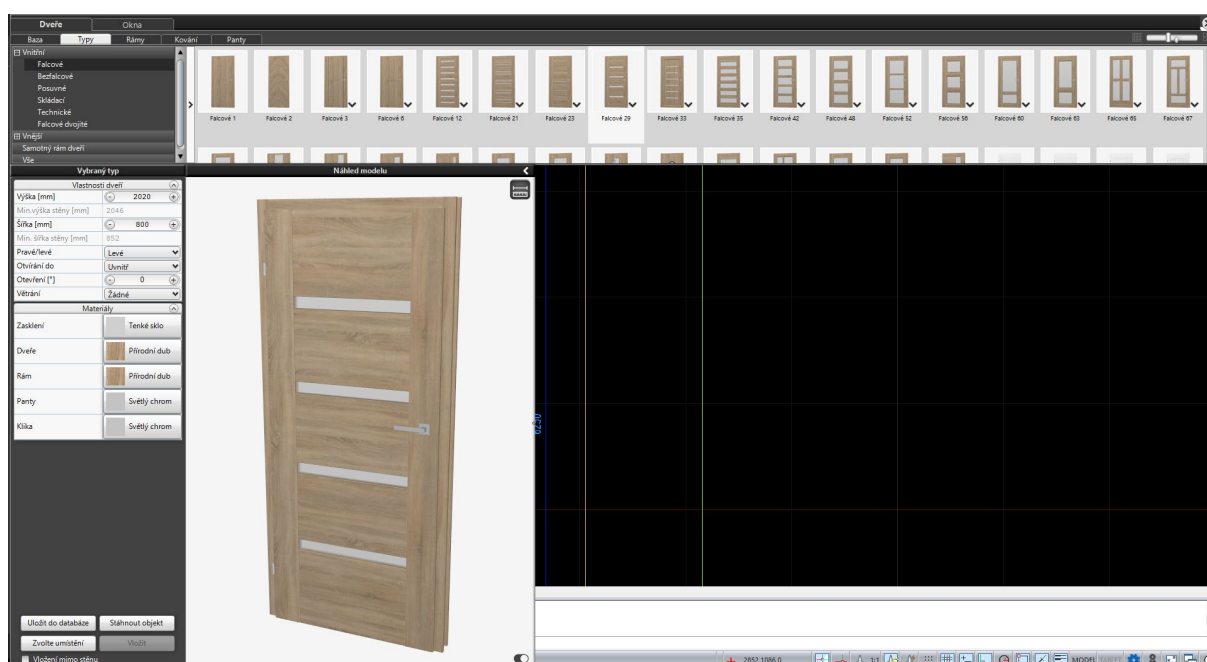 Dveře Okna
Baza Typy Rámy Kování Panty
Vnitřní
Falcové
Bezfalcové
Posuvné
Skládací
Technické
Falcové dvojité
Vnější
Samotný rám dveří
Vše
Falcové 1 Falcové 2 Falcové 3 Falcové 6 Falcové 12 Falcové 21 Falcové 23 Falcové 29 Falcové 33 Falcové 35 Falcové 42 Falcové 48 Falcové 52 Falcové 56 Falcové 60 Falcové 63 Falcové 65 Falcové 67
Vybraný typ
Náhled modelu
Vlastnosti dveří
Výška [mm] - 2020 +
Min.výška stěny [mm] 2046
Šířka [mm] - 800 +
Min. šířka stěny [mm] 852
Pravé/levé Levé
Otvírání do Uvnitř
Otevření [°] - 0 +
Větrání Žádné
Materiály
Zasklení Tenké sklo
Dveře Přírodní dub
Rám Přírodní dub
Panty Světlý chrom
Klika Světlý chrom
6250
Uložit do databáze Stáhnout objekt
Zvolte umístění Vložit
Vložení mimo stěnu
2852,1086,0 1:1 MODEL